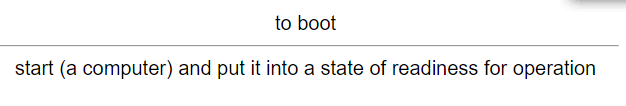 to boot
start (a computer) and put it into a state of readiness for operation